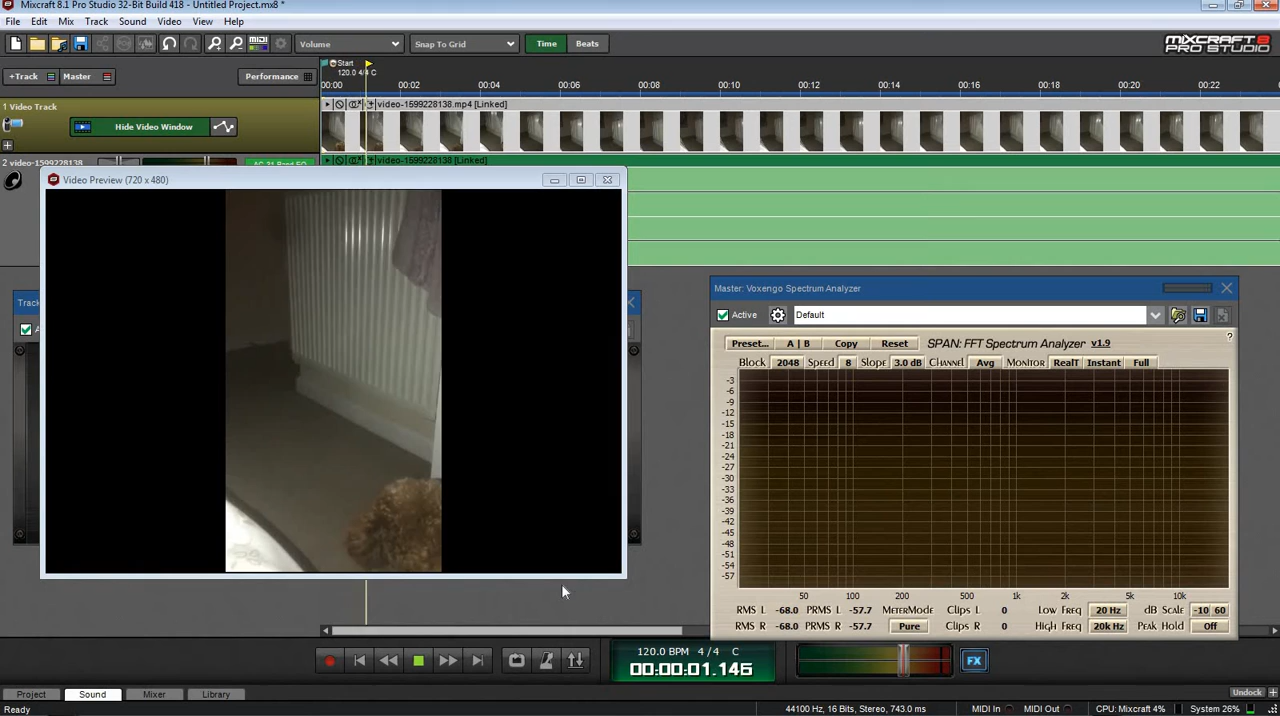 Mixcraft 8.1 Pro Studio 32-Bit Build 418 - Untitled Project.mx8 *
File Edit Mix Track Sound Video View Help
Volume Snap To Grid Time Beats MIXCRAFT 8 PRO STUDIO
+Track Master Performance
Start
120.0 4/4 C
00:00 00:02 00:04 00:06 00:08 00:10 00:12 00:14 00:16 00:18 00:20 00:22
1 Video Track
video-1599228138.mp4 [Linked]
Hide Video Window
2 video-1599228138
video-1599228138 [Linked]
Video Preview (720 x 480)
Track
Master: Voxengo Spectrum Analyzer
Active Default
Preset... A | B Copy Reset SPAN: FFT Spectrum Analyzer v1.9 ?
Block 2048 Speed 8 Slope 3.0 dB Channel Avg Monitor RealT Instant Full
-3
-6
-9
-12
-15
-18
-21
-24
-27
-30
-33
-36
-39
-42
-45
-48
-51
-54
-57
50 100 200 500 1k 2k 5k 10k
RMS L -68.0 PRMS L -57.7 MeterMode Clips L 0 Low Freq 20 Hz dB Scale -10 60
RMS R -68.0 PRMS R -57.7 Pure Clips R 0 High Freq 20k Hz Peak Hold Off
120.0 BPM 4 / 4 C
00:00:01.146
FX
Project Sound Mixer Library Undock
Ready 44100 Hz, 16 Bits, Stereo, 743.0 ms MIDI In MIDI Out CPU: Mixcraft 4% System 26%